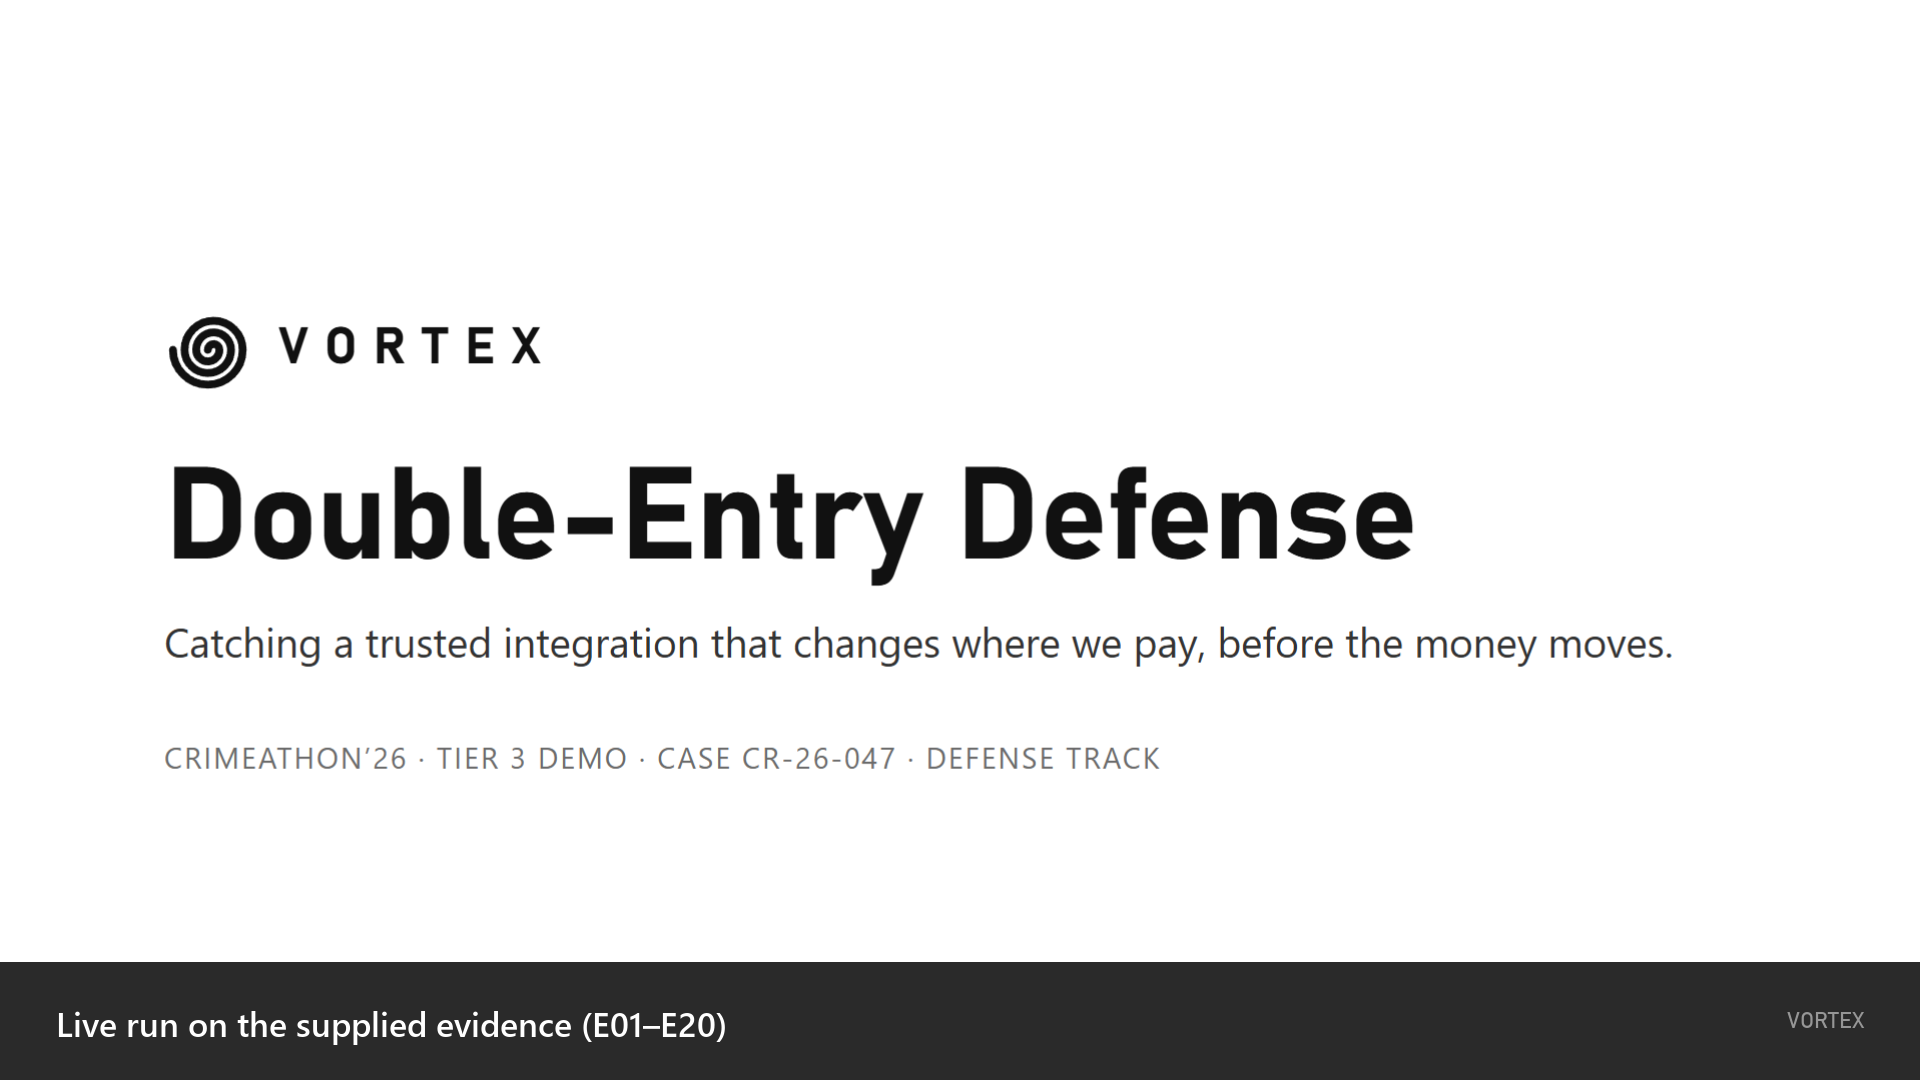 VORTEX
Double-Entry Defense
Catching a trusted integration that changes where we pay, before the money moves.
CRIMEATHON’26 · TIER 3 DEMO · CASE CR-26-047 · DEFENSE TRACK
Live run on the supplied evidence (E01–E20)
VORTEX